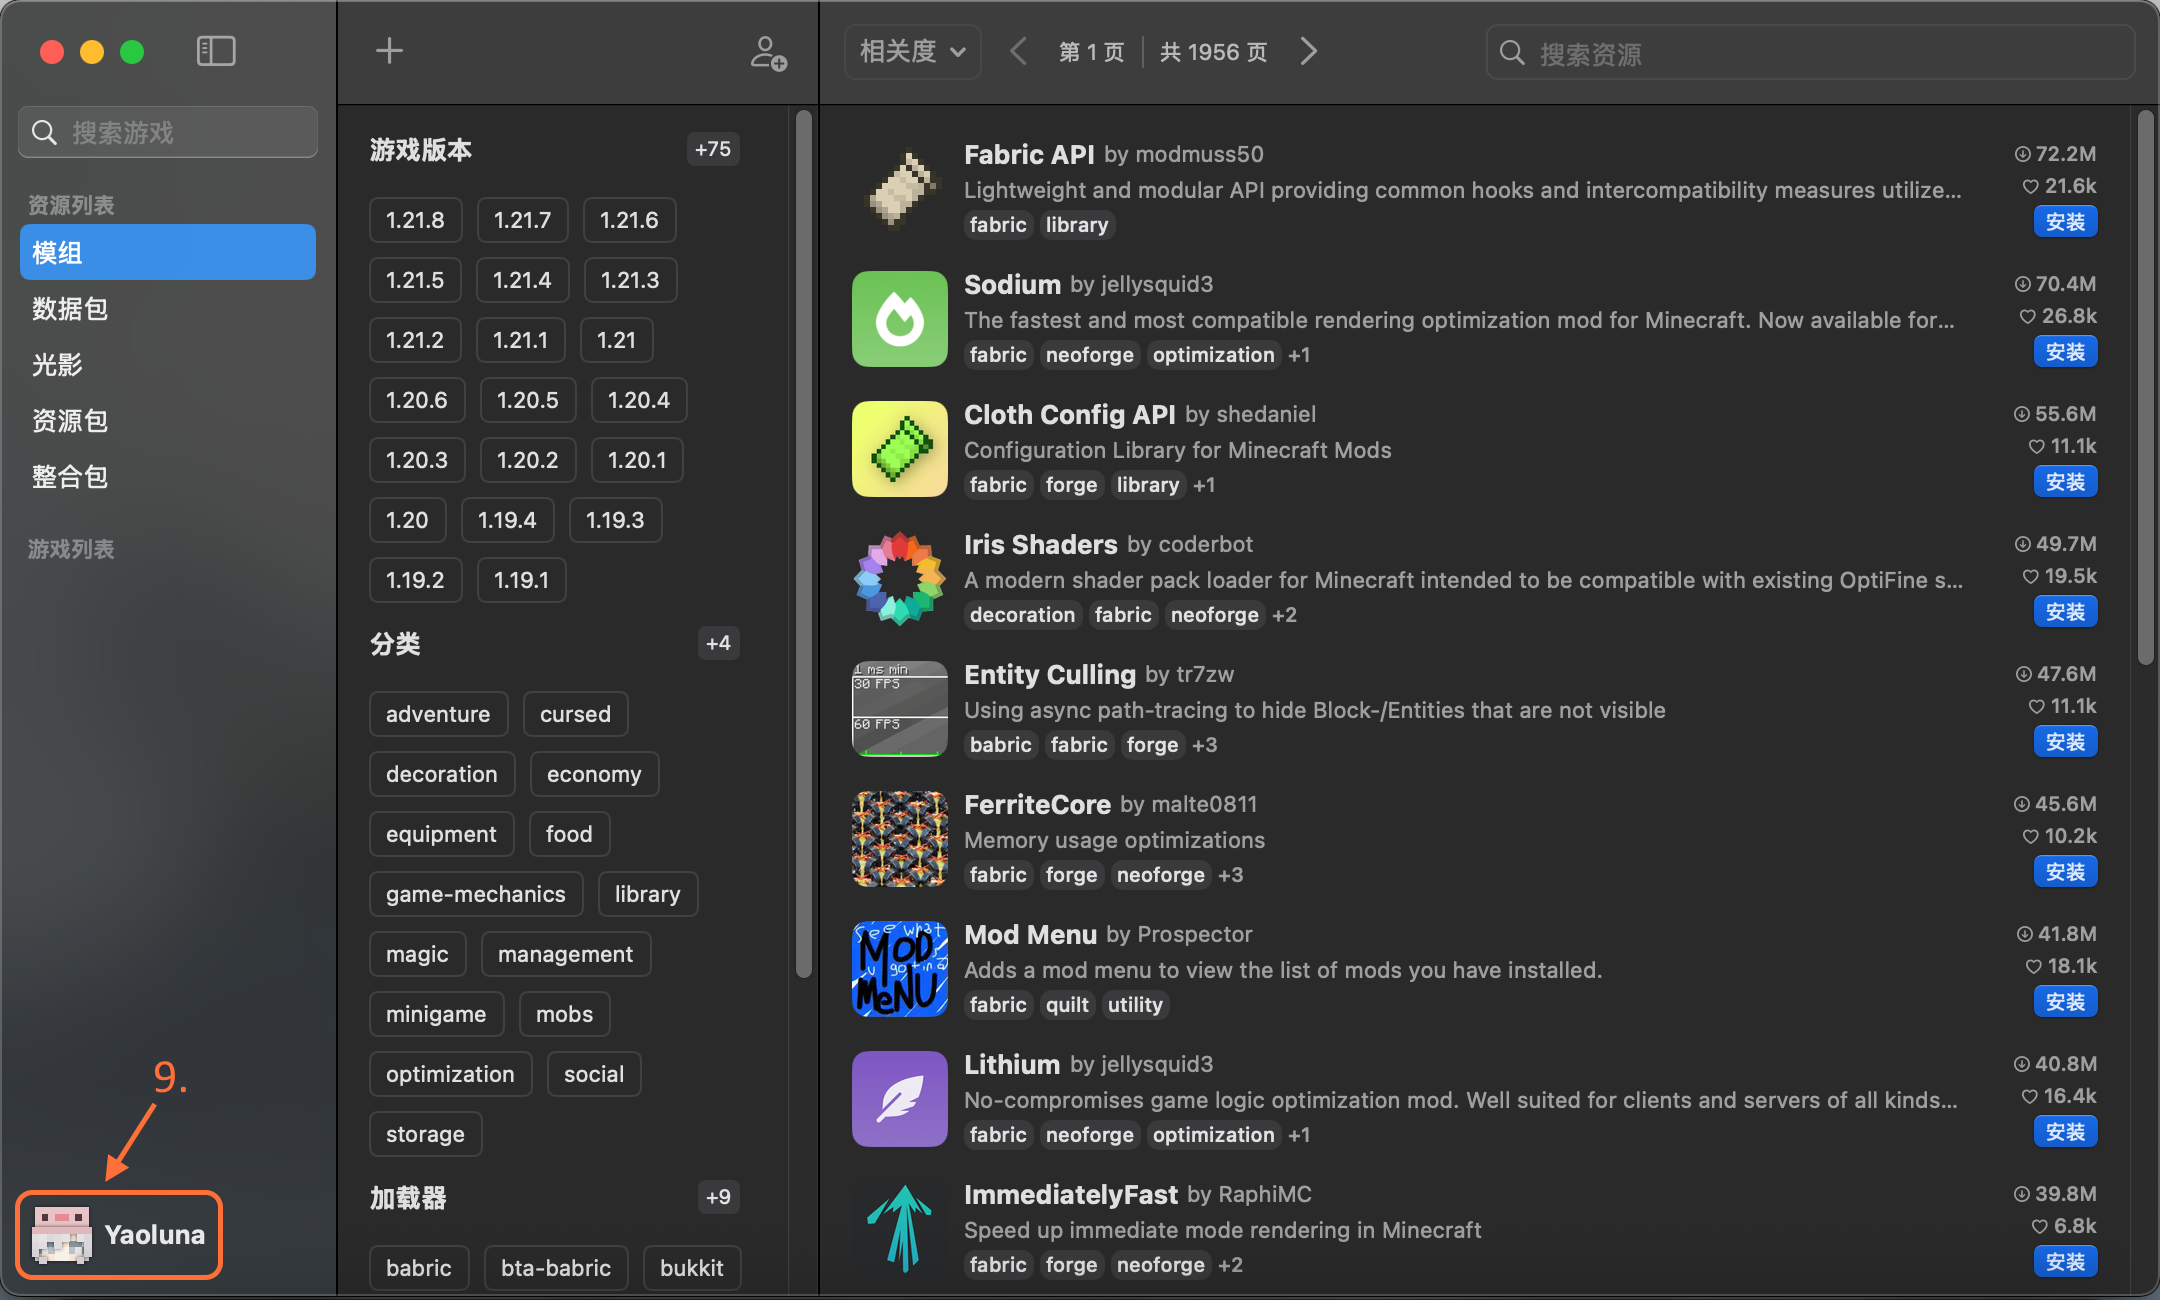 搜索游戏
资源列表
模组
数据包
光影
资源包
整合包
游戏列表
9.
Yaoluna
游戏版本 +75
1.21.8 1.21.7 1.21.6
1.21.5 1.21.4 1.21.3
1.21.2 1.21.1 1.21
1.20.6 1.20.5 1.20.4
1.20.3 1.20.2 1.20.1
1.20 1.19.4 1.19.3
1.19.2 1.19.1
分类 +4
adventure cursed
decoration economy
equipment food
game-mechanics library
magic management
minigame mobs
optimization social
storage
加载器 +9
babric bta-babric bukkit
相关度 第 1 页 共 1956 页 搜索资源
Fabric API by modmuss50 72.2M
Lightweight and modular API providing common hooks and intercompatibility measures utilize... 21.6k
fabric library 安装
Sodium by jellysquid3 70.4M
The fastest and most compatible rendering optimization mod for Minecraft. Now available for... 26.8k
fabric neoforge optimization +1 安装
Cloth Config API by shedaniel 55.6M
Configuration Library for Minecraft Mods 11.1k
fabric forge library +1 安装
Iris Shaders by coderbot 49.7M
A modern shader pack loader for Minecraft intended to be compatible with existing OptiFine s... 19.5k
decoration fabric neoforge +2 安装
1 ms min
30 FPS
60 FPS
Entity Culling by tr7zw 47.6M
Using async path-tracing to hide Block-/Entities that are not visible 11.1k
babric fabric forge +3 安装
FerriteCore by malte0811 45.6M
Memory usage optimizations 10.2k
fabric forge neoforge +3 安装
See what
MOD
MeNU
Mod Menu by Prospector 41.8M
Adds a mod menu to view the list of mods you have installed. 18.1k
fabric quilt utility 安装
Lithium by jellysquid3 40.8M
No-compromises game logic optimization mod. Well suited for clients and servers of all kinds... 16.4k
fabric neoforge optimization +1 安装
ImmediatelyFast by RaphiMC 39.8M
Speed up immediate mode rendering in Minecraft 6.8k
fabric forge neoforge +2 安装